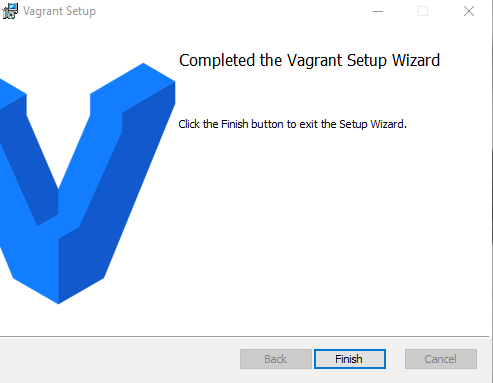 Vagrant Setup
Completed the Vagrant Setup Wizard
Click the Finish button to exit the Setup Wizard.
Back
Finish
Cancel